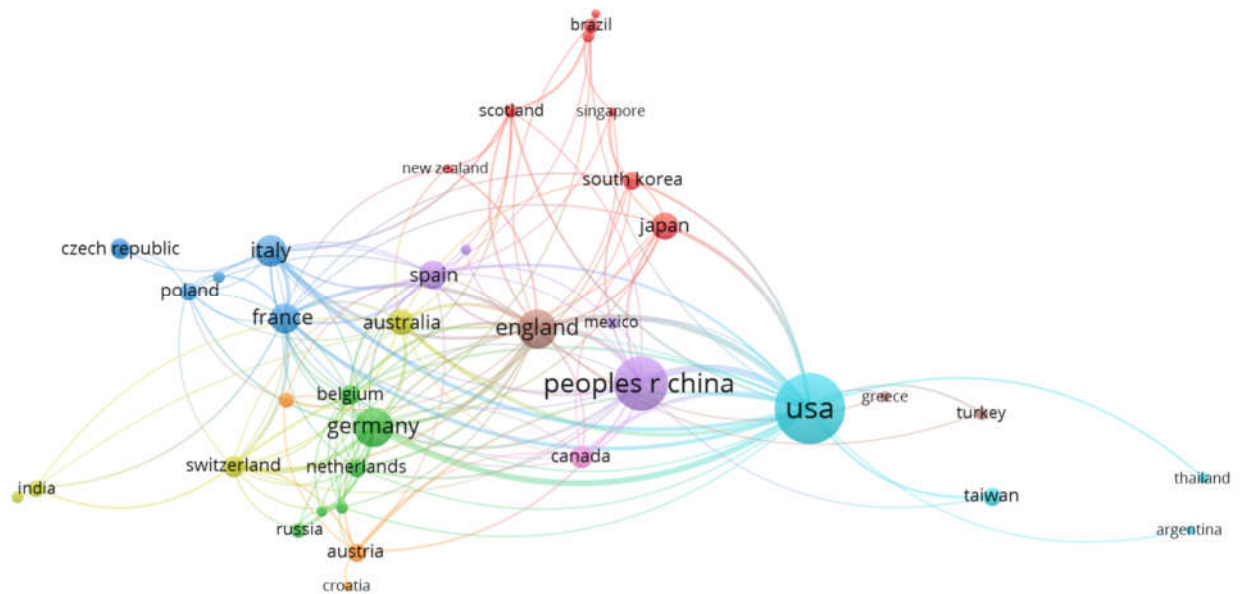 brazil
scotland
singapore
new zealand
south korea
japan
czech republic
italy
spain
poland
france
australia
england
mexico
peoples r china
belgium
usa
greece
turkey
germany
canada
switzerland
netherlands
india
thailand
taiwan
russia
argentina
austria
croatia